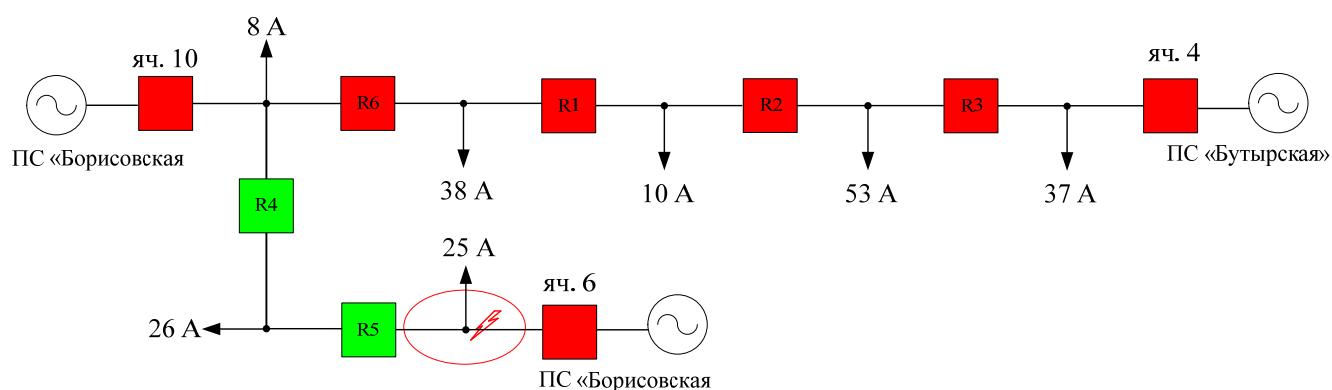 8 А
яч. 10
яч. 4
R6
R1
R2
R3
ПС «Борисовская
ПС «Бутырская»
38 А
10 А
53 А
37 А
R4
25 А
яч. 6
26 А
R5
ПС «Борисовская